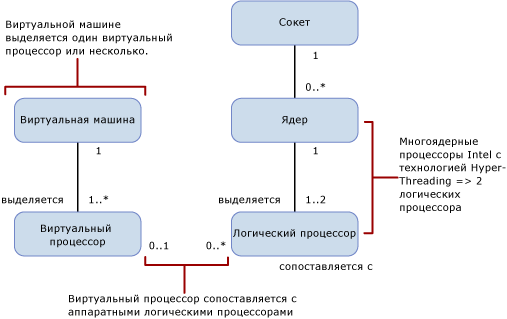 Виртуальной машине
выделяется один виртуальный
процессор или несколько.
Сокет
1
0..*
Виртуальная машина
Ядер
1
1
Многоядерные
процессоры Intel с
технологией Hyper-
Threading => 2
логических
процессора
выделяется
1..*
выделяется
1..2
Виртуальный
процессор
0..1
0..*
Логический процессор
сопоставляется с
Виртуальный процессор сопоставляется с
аппаратными логическими процессорами